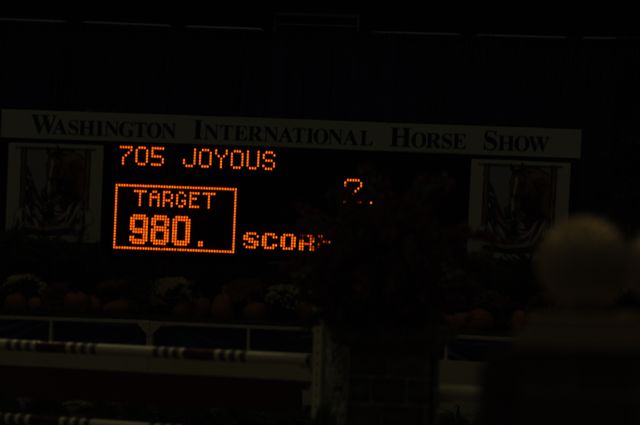 WASHINGTON INTERNATIONAL HORSE SHOW
705 JOYOUS
TARGET
980.